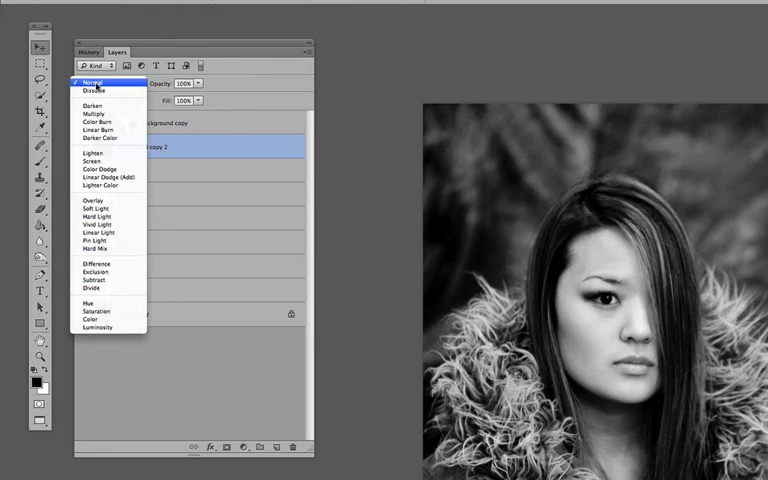 History
Layers
Kind
Normal
Dissolve
Opacity: 100%
Fill: 100%
Darken
Multiply
Color Burn
Linear Burn
Darker Color
ckground copy
copy 2
Lighten
Screen
Color Dodge
Linear Dodge (Add)
Lighter Color
Overlay
Soft Light
Hard Light
Vivid Light
Linear Light
Pin Light
Hard Mix
Difference
Exclusion
Subtract
Divide
Hue
Saturation
Color
Luminosity
fx